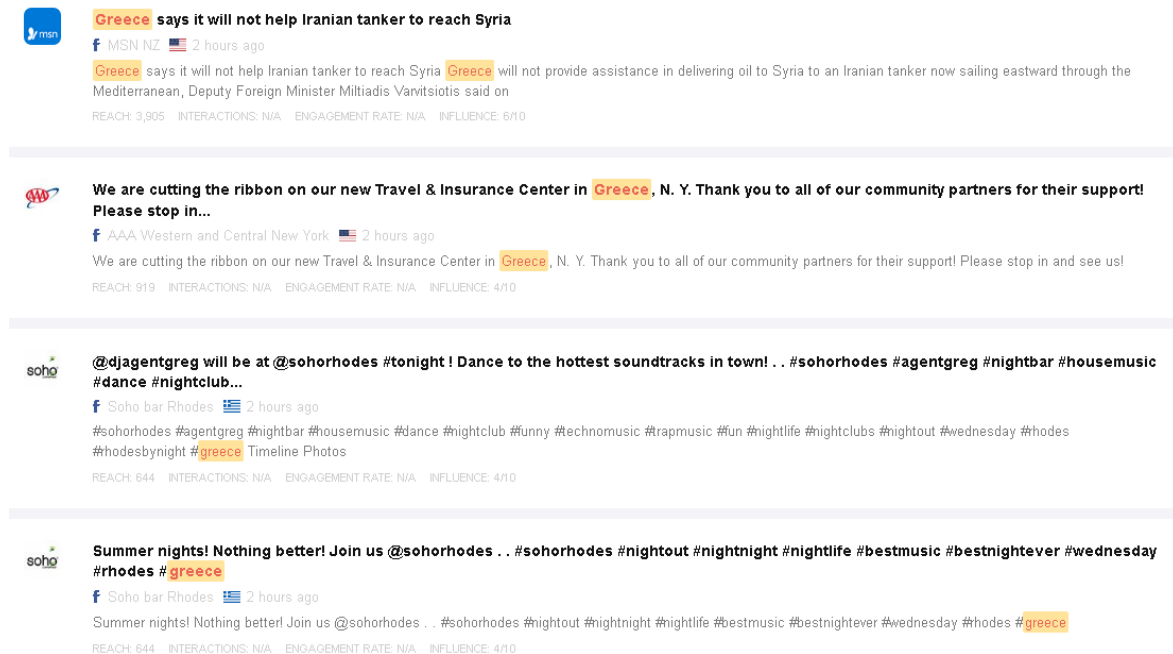 msn
Greece says it will not help Iranian tanker to reach Syria
MSN NZ 2 hours ago
Greece says it will not help Iranian tanker to reach Syria Greece will not provide assistance in delivering oil to Syria to an Iranian tanker now sailing eastward through the
Mediterranean, Deputy Foreign Minister Miltiadis Varvitsiotis said on
REACH: 3,905 INTERACTIONS: N/A ENGAGEMENT RATE: N/A INFLUENCE: 6/10
AAA
We are cutting the ribbon on our new Travel & Insurance Center in Greece, N. Y. Thank you to all of our community partners for their support!
Please stop in...
AAA Western and Central New York 2 hours ago
We are cutting the ribbon on our new Travel & Insurance Center in Greece, N. Y. Thank you to all of our community partners for their support! Please stop in and see us!
REACH: 919 INTERACTIONS: N/A ENGAGEMENT RATE: N/A INFLUENCE: 4/10
soho
@djagentgreg will be at @sohorhodes #tonight ! Dance to the hottest soundtracks in town! . . #sohorhodes #agentgreg #nightbar #housemusic
#dance #nightclub...
Soho bar Rhodes 2 hours ago
#sohorhodes #agentgreg #nightbar #housemusic #dance #nightclub #funny #technomusic #trapmusic #fun #nightlife #nightclubs #nightout #wednesday #rhodes
#rhodesbynight #greece Timeline Photos
REACH: 644 INTERACTIONS: N/A ENGAGEMENT RATE: N/A INFLUENCE: 4/10
soho
Summer nights! Nothing better! Join us @sohorhodes . . #sohorhodes #nightout #nightnight #nightlife #bestmusic #bestnightever #wednesday
#rhodes #greece
Soho bar Rhodes 2 hours ago
Summer nights! Nothing better! Join us @sohorhodes . . #sohorhodes #nightout #nightnight #nightlife #bestmusic #bestnightever #wednesday #rhodes #greece
REACH: 644 INTERACTIONS: N/A ENGAGEMENT RATE: N/A INFLUENCE: 4/10